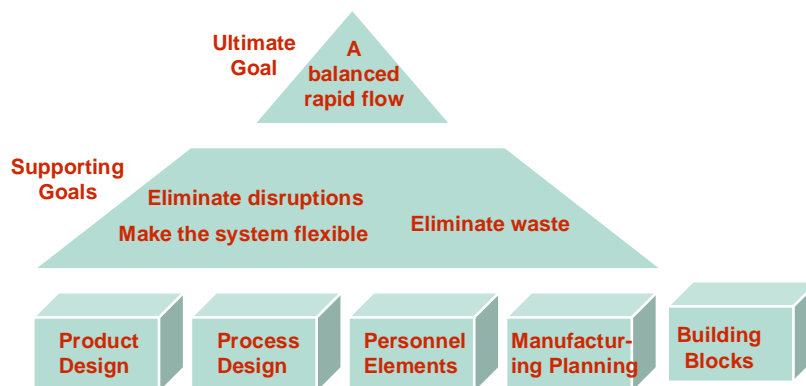 Ultimate
Goal
A
balanced
rapid flow
Supporting
Goals
Eliminate disruptions
Make the system flexible
Eliminate waste
Product
Design
Process
Design
Personnel
Elements
Manufactur-
ing Planning
Building
Blocks